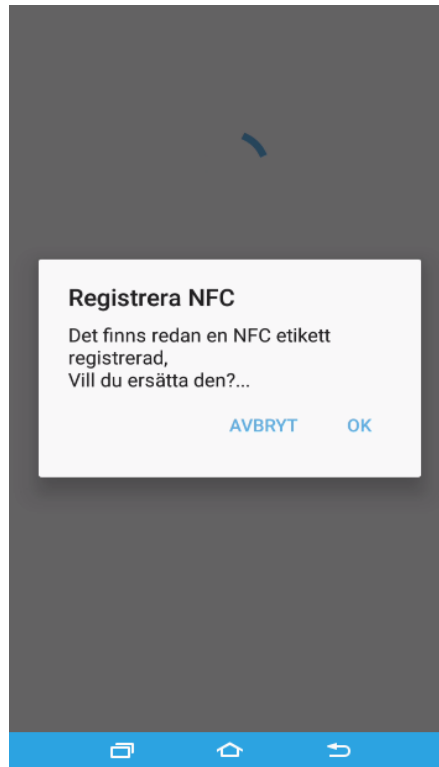 Registrera NFC
Det finns redan en NFC etikett
registrerad,
Vill du ersätta den?...
AVBRYT OK